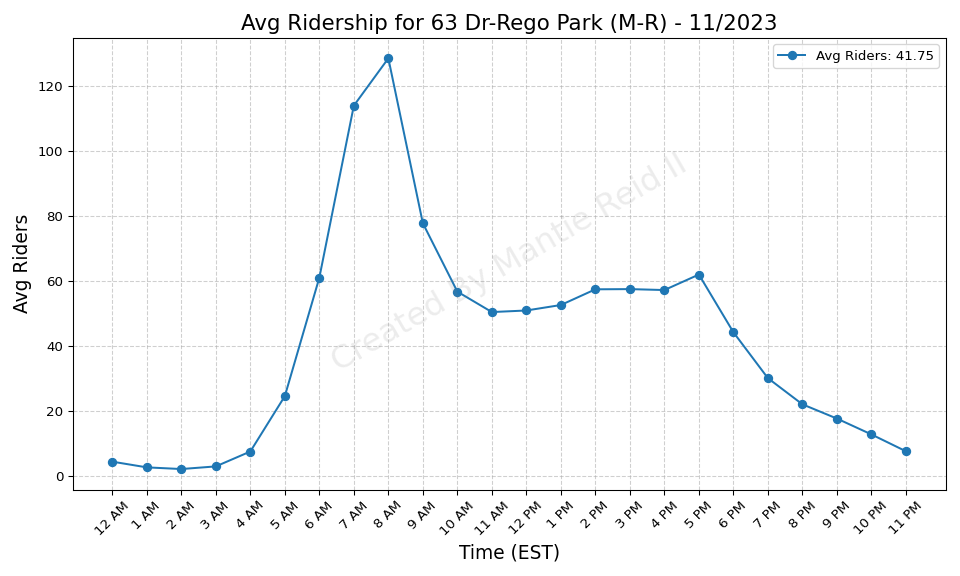 Avg Ridership for 63 Dr-Rego Park (M-R) - 11/2023
Avg Riders: 41.75
Avg Riders
120
100
80
60
40
20
0
Created By Mantie Reid II
12 AM
1 AM
2 AM
3 AM
4 AM
5 AM
6 AM
7 AM
8 AM
9 AM
10 AM
11 AM
12 PM
1 PM
2 PM
3 PM
4 PM
5 PM
6 PM
7 PM
8 PM
9 PM
10 PM
11 PM
Time (EST)